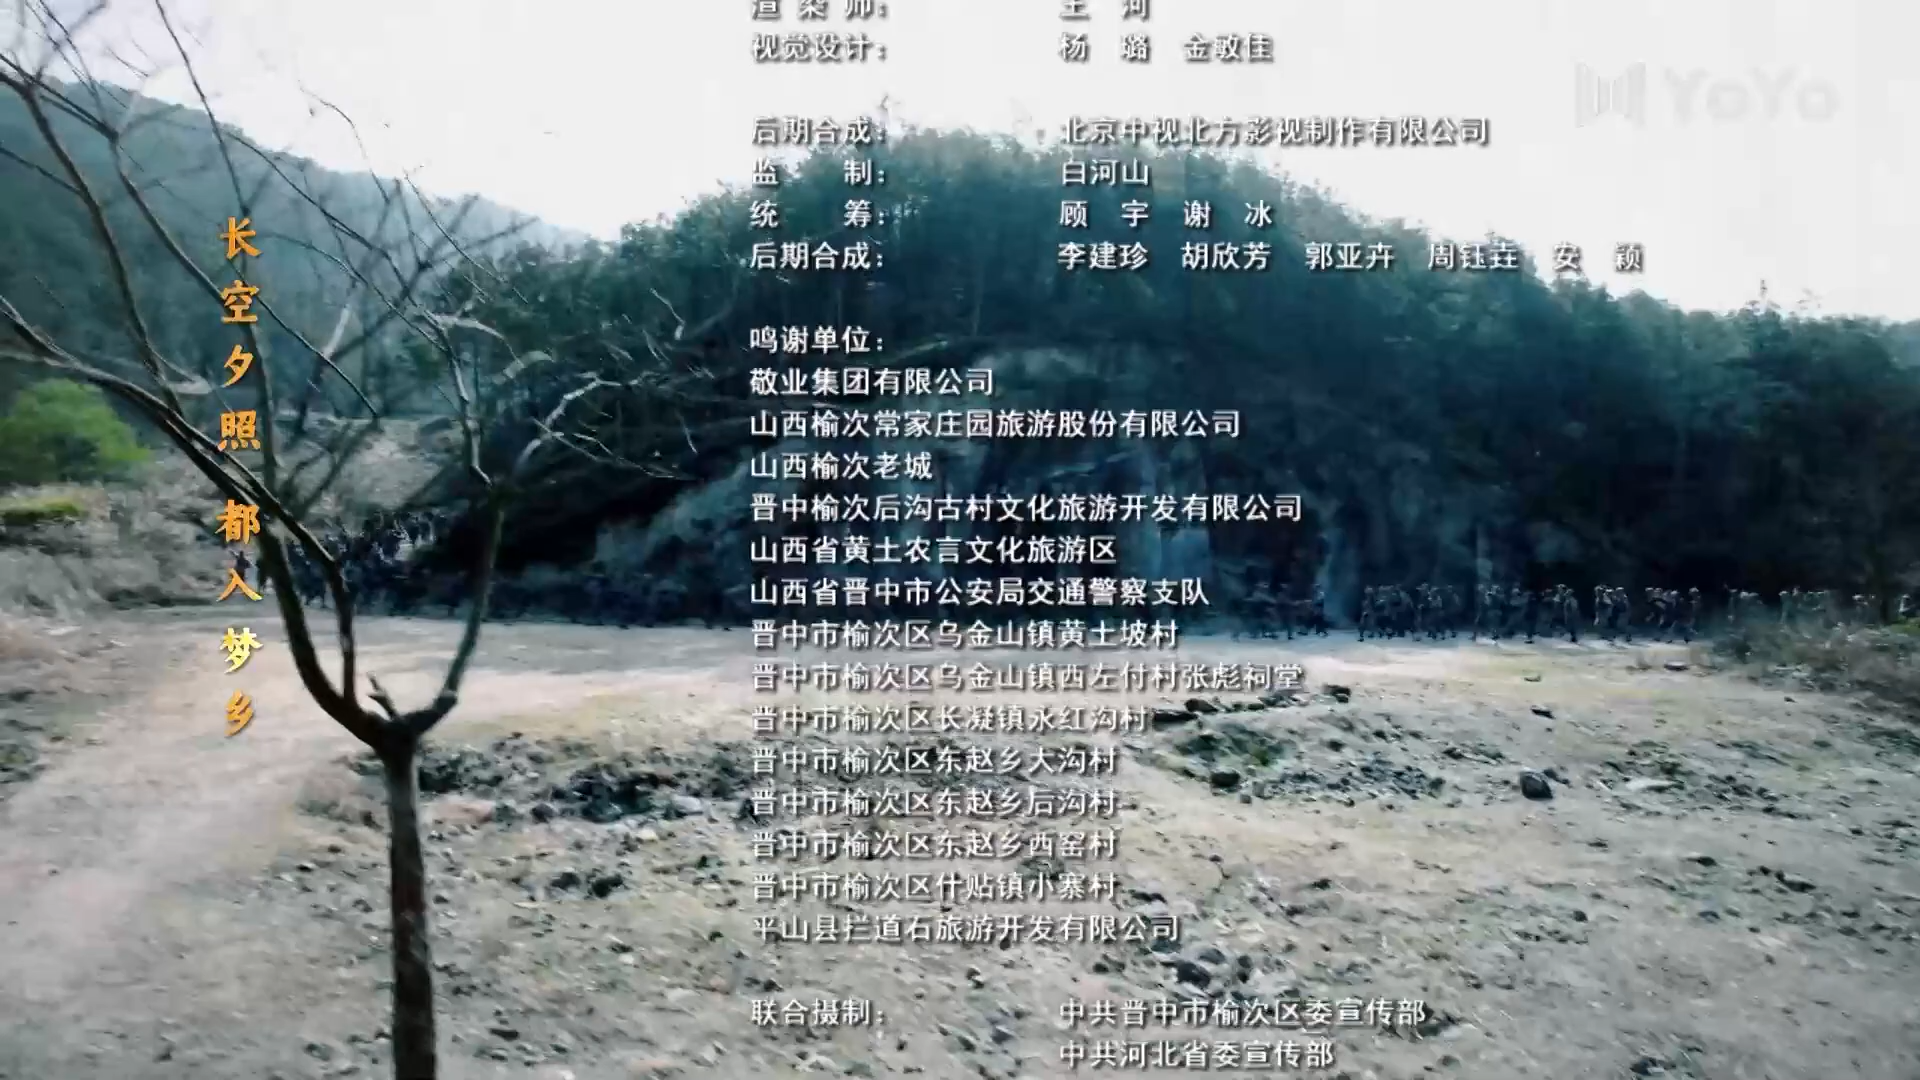 渲 染 师： 王 河
视觉设计： 杨 璐 金敏佳
YoYo
后期合成： 北京中视北方影视制作有限公司
监 制： 白河山
统 筹： 顾 宇 谢 冰
后期合成： 李建珍 胡欣芳 郭亚卉 周钰垚 安 颖
鸣谢单位：
敬业集团有限公司
山西榆次常家庄园旅游股份有限公司
山西榆次老城
晋中榆次后沟古村文化旅游开发有限公司
山西省黄土农言文化旅游区
山西省晋中市公安局交通警察支队
晋中市榆次区乌金山镇黄土坡村
晋中市榆次区乌金山镇西左付村张彪祠堂
晋中市榆次区长凝镇永红沟村
晋中市榆次区东赵乡大沟村
晋中市榆次区东赵乡后沟村
晋中市榆次区东赵乡西窑村
晋中市榆次区什贴镇小寨村
平山县拦道石旅游开发有限公司
联合摄制： 中共晋中市榆次区委宣传部
中共河北省委宣传部
长空夕照都入梦乡